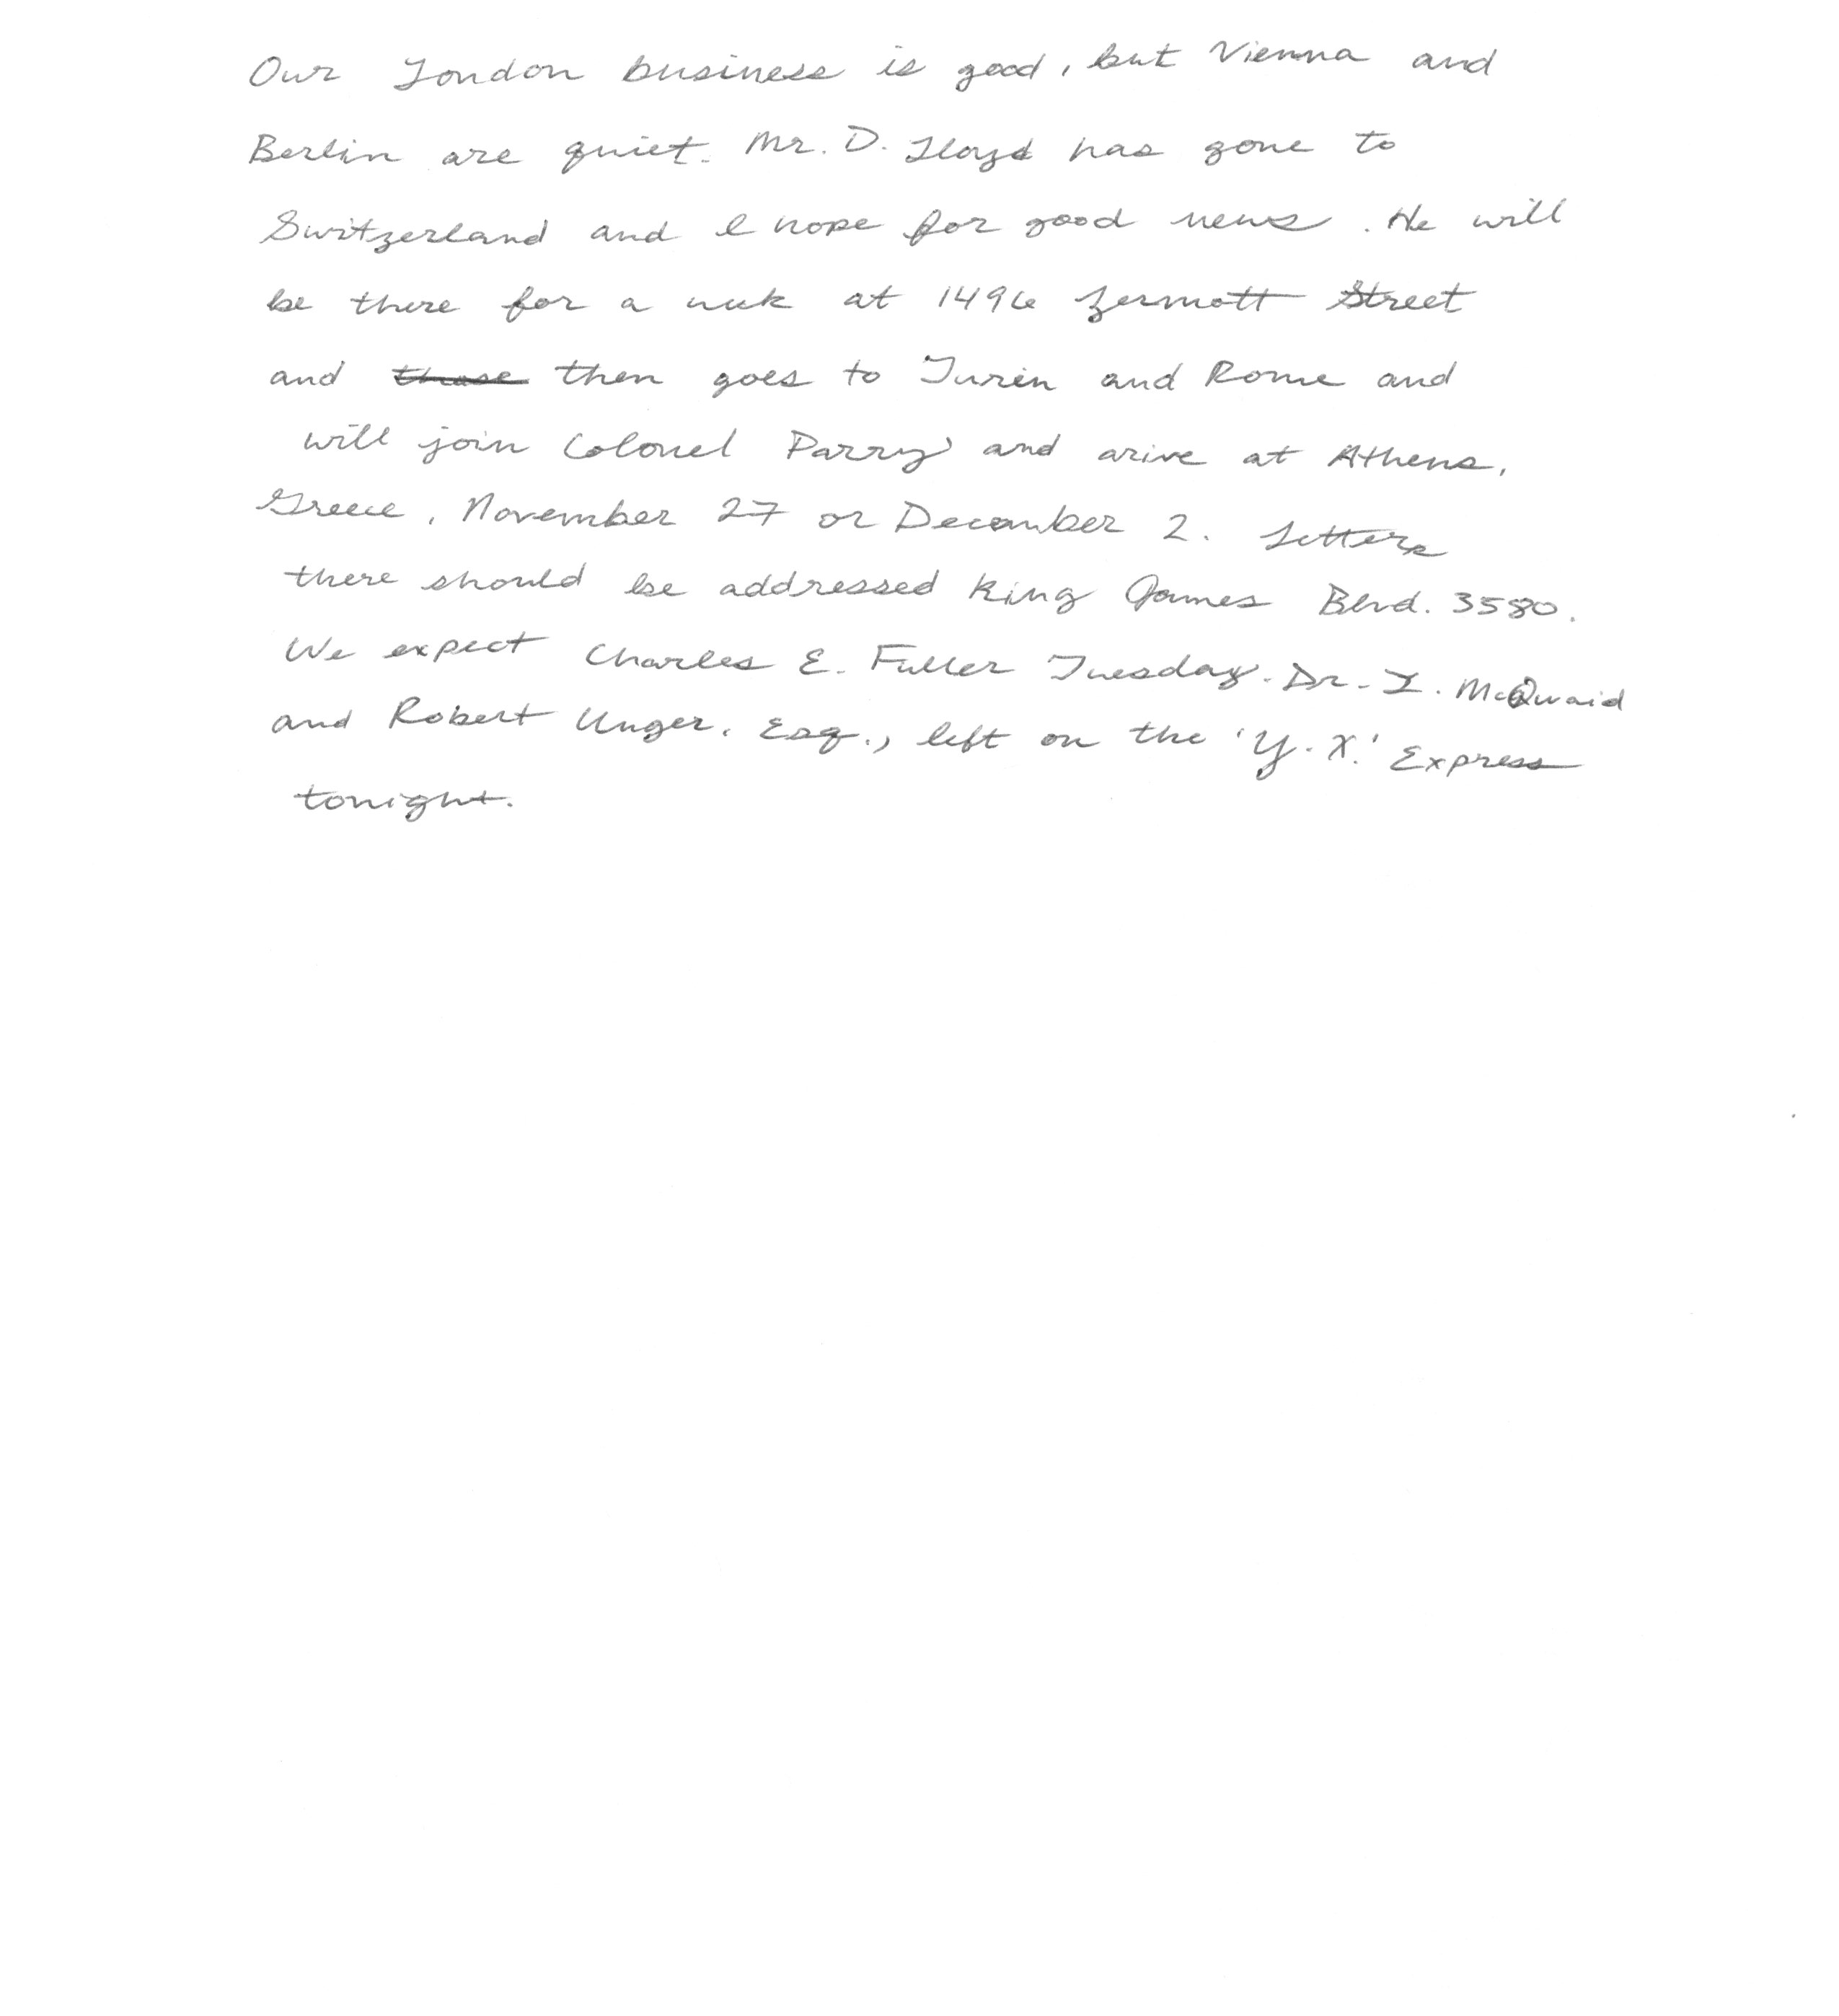 Our London business is good, but Vienna and
Berlin are quiet. Mr. D. Lloyd has gone to
Switzerland and I hope for good news. He will
be there for a week at 1496 Zermott Street
and those then goes to Turin and Rome and
will join Colonel Parry and arive at Athens,
Greece, November 27 or December 2. Letters
there should be addressed King James Blvd. 3580.
We expect Charles E. Fuller Tuesday. Dr. L. McQuaid
and Robert Unger, Esq., left on the 'Y.X.' Express
tonight.